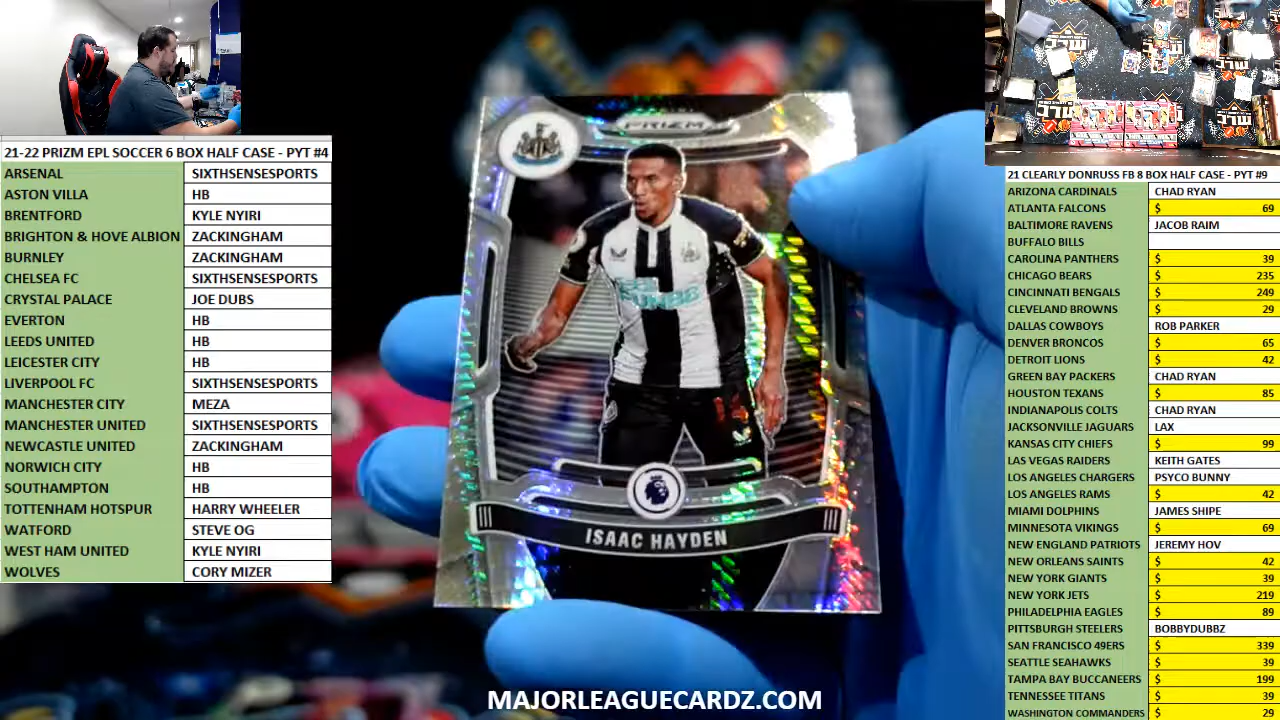 21-22 PRIZM EPL SOCCER 6 BOX HALF CASE - PYT #4
ARSENAL SIXTHSENSESPORTS
ASTON VILLA HB
BRENTFORD KYLE NYIRI
BRIGHTON & HOVE ALBION ZACKINGHAM
BURNLEY ZACKINGHAM
CHELSEA FC SIXTHSENSESPORTS
CRYSTAL PALACE JOE DUBS
EVERTON HB
LEEDS UNITED HB
LEICESTER CITY HB
LIVERPOOL FC SIXTHSENSESPORTS
MANCHESTER CITY MEZA
MANCHESTER UNITED SIXTHSENSESPORTS
NEWCASTLE UNITED ZACKINGHAM
NORWICH CITY HB
SOUTHAMPTON HB
TOTTENHAM HOTSPUR HARRY WHEELER
WATFORD STEVE OG
WEST HAM UNITED KYLE NYIRI
WOLVES CORY MIZER
PRIZM
ISAAC HAYDEN
MAJORLEAGUECARDZ.COM
MLC
21 CLEARLY DONRUSS FB 8 BOX HALF CASE - PYT #9
ARIZONA CARDINALS CHAD RYAN
ATLANTA FALCONS $ 69
BALTIMORE RAVENS JACOB RAIM
BUFFALO BILLS
CAROLINA PANTHERS $ 39
CHICAGO BEARS $ 235
CINCINNATI BENGALS $ 249
CLEVELAND BROWNS $ 29
DALLAS COWBOYS ROB PARKER
DENVER BRONCOS $ 65
DETROIT LIONS $ 42
GREEN BAY PACKERS CHAD RYAN
HOUSTON TEXANS $ 85
INDIANAPOLIS COLTS CHAD RYAN
JACKSONVILLE JAGUARS LAX
KANSAS CITY CHIEFS $ 99
LAS VEGAS RAIDERS KEITH GATES
LOS ANGELES CHARGERS PSYCO BUNNY
LOS ANGELES RAMS $ 42
MIAMI DOLPHINS JAMES SHIPE
MINNESOTA VIKINGS $ 69
NEW ENGLAND PATRIOTS JEREMY HOV
NEW ORLEANS SAINTS $ 42
NEW YORK GIANTS $ 39
NEW YORK JETS $ 219
PHILADELPHIA EAGLES $ 89
PITTSBURGH STEELERS BOBBYDUBBZ
SAN FRANCISCO 49ERS $ 339
SEATTLE SEAHAWKS $ 39
TAMPA BAY BUCCANEERS $ 199
TENNESSEE TITANS $ 39
WASHINGTON COMMANDERS $ 29